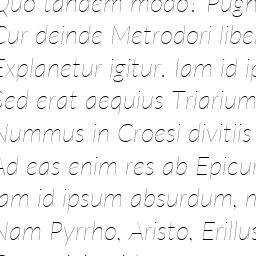 Quo tandem modo? Pugn
Cur deinde Metrodori libe
Explanetur igitur. Iam id ip
Sed erat aequius Triarium
Nummus in Croesi divitiis
Ad eas enim res ab Epicur
Iam id ipsum absurdum, m
Nam Pyrrho, Aristo, Erillus